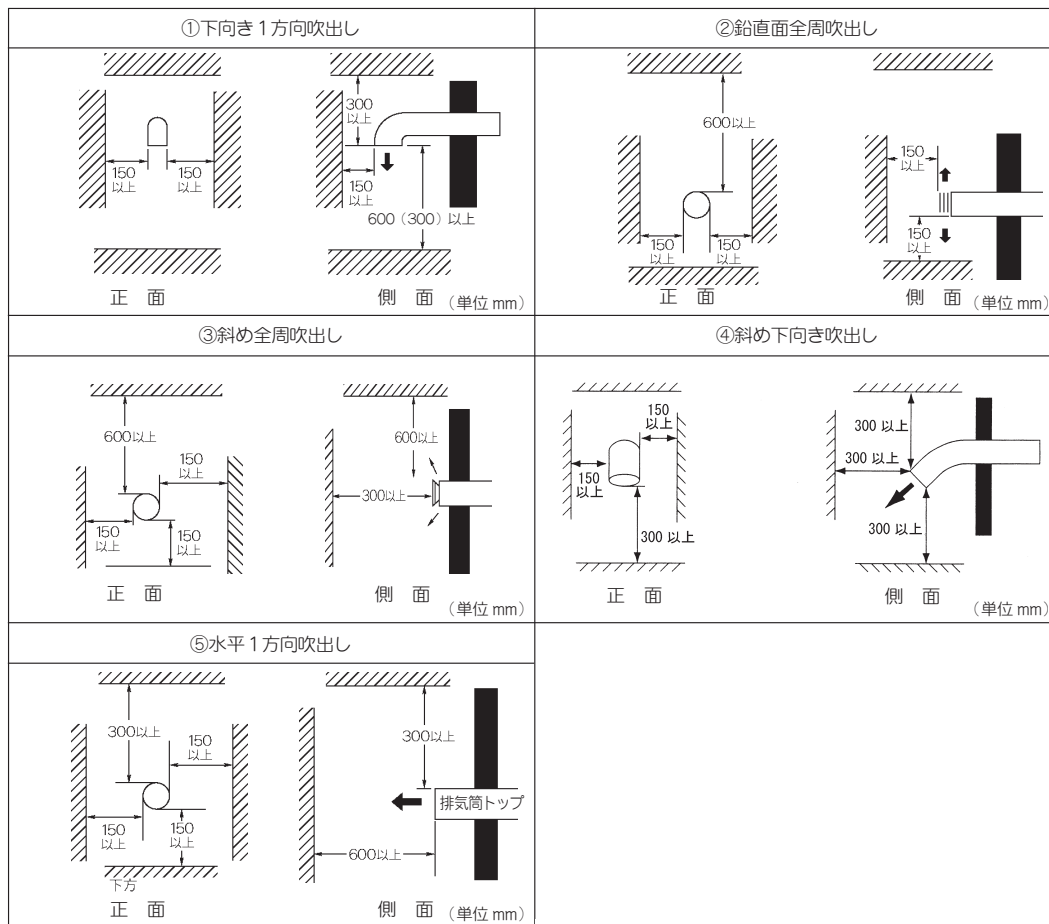 ①下向き１方向吹出し
300
以上
150
以上
150
以上
150
以上
600（300）以上
正　面
側　面
（単位 mm）
②鉛直面全周吹出し
600以上
150
以上
150
以上
150
以上
150
以上
正　面
側　面
（単位 mm）
③斜め全周吹出し
600以上
150
以上
150
以上
150
以上
600以上
300以上
正　面
側　面
（単位 mm）
④斜め下向き吹出し
150
以上
150
以上
300 以上
300 以上
300 以上
300 以上
正　面
側　面
（単位 mm）
⑤水平１方向吹出し
300以上
150
以上
150
以上
150
以上
下方
300以上
排気筒トップ
600以上
正　面
側　面
（単位 mm）